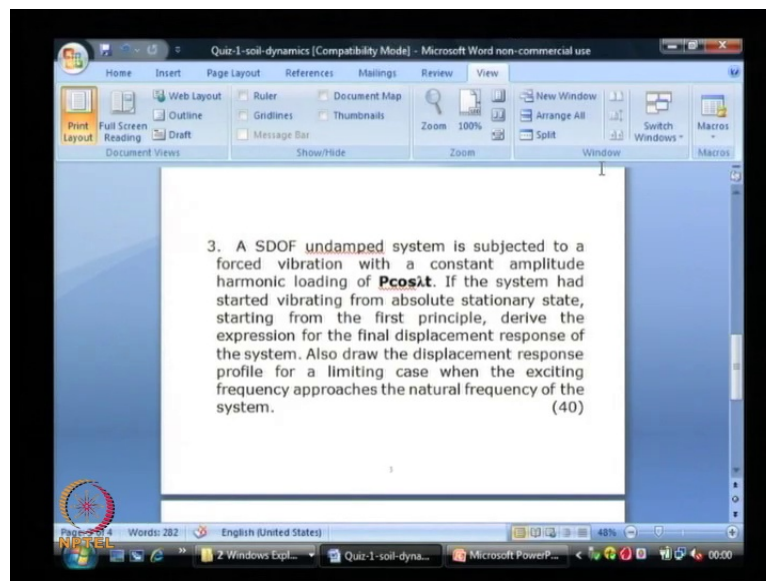 Quiz-1-soil-dynamics [Compatibility Mode] - Microsoft Word non-commercial use
Home Insert Page Layout References Mailings Review View
Print Layout
Full Screen Reading
Web Layout
Outline
Draft
Document Views
Ruler
Gridlines
Message Bar
Document Map
Thumbnails
Show/Hide
Zoom
100%
Zoom
New Window
Arrange All
Split
Switch Windows
Window
Macros
Macros
3. A SDOF undamped system is subjected to a
forced vibration with a constant amplitude
harmonic loading of Pcosλt. If the system had
started vibrating from absolute stationary state,
starting from the first principle, derive the
expression for the final displacement response of
the system. Also draw the displacement response
profile for a limiting case when the exciting
frequency approaches the natural frequency of the
system. (40)
3
Words: 282 English (United States) 48%
NPTEL
2 Windows Expl... Quiz-1-soil-dyna... Microsoft PowerP... 00:00